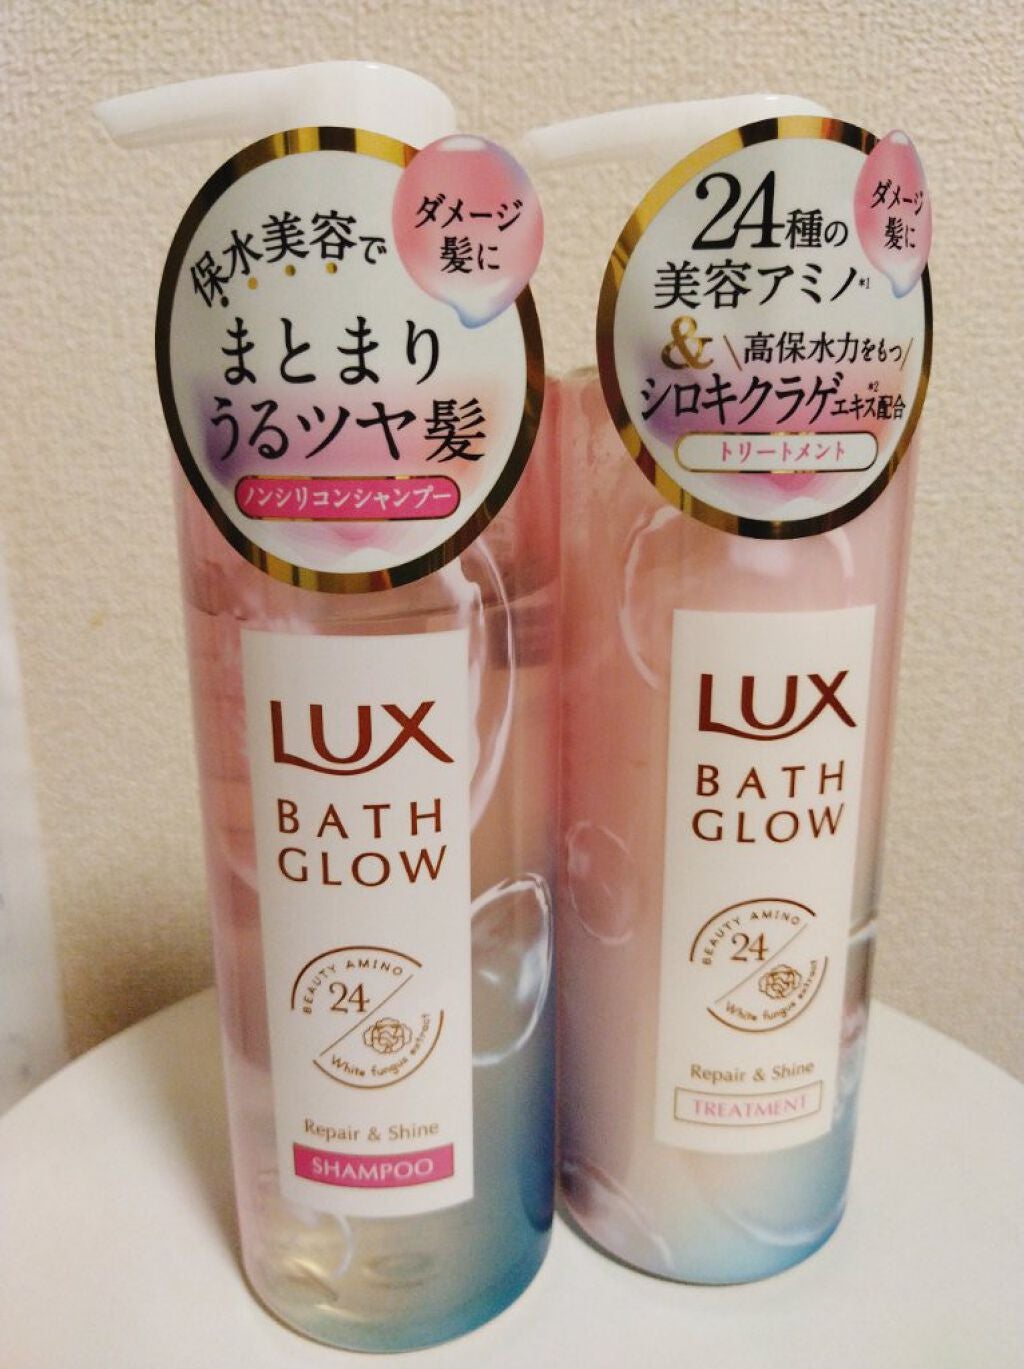 保水美容で
まとまり
うるツヤ髪
ノンシリコンシャンプー
ダメージ
髪に
LUX
BATH
GLOW
BEAUTY AMINO
24
White fungus extract
Repair & Shine
SHAMPOO
24種の
美容アミノ*1
&\高保水力をもつ/
シロキクラゲエキス*2配合
トリートメント
ダメージ
髪に
LUX
BATH
GLOW
BEAUTY AMINO
24
White fungus extract
Repair & Shine
TREATMENT